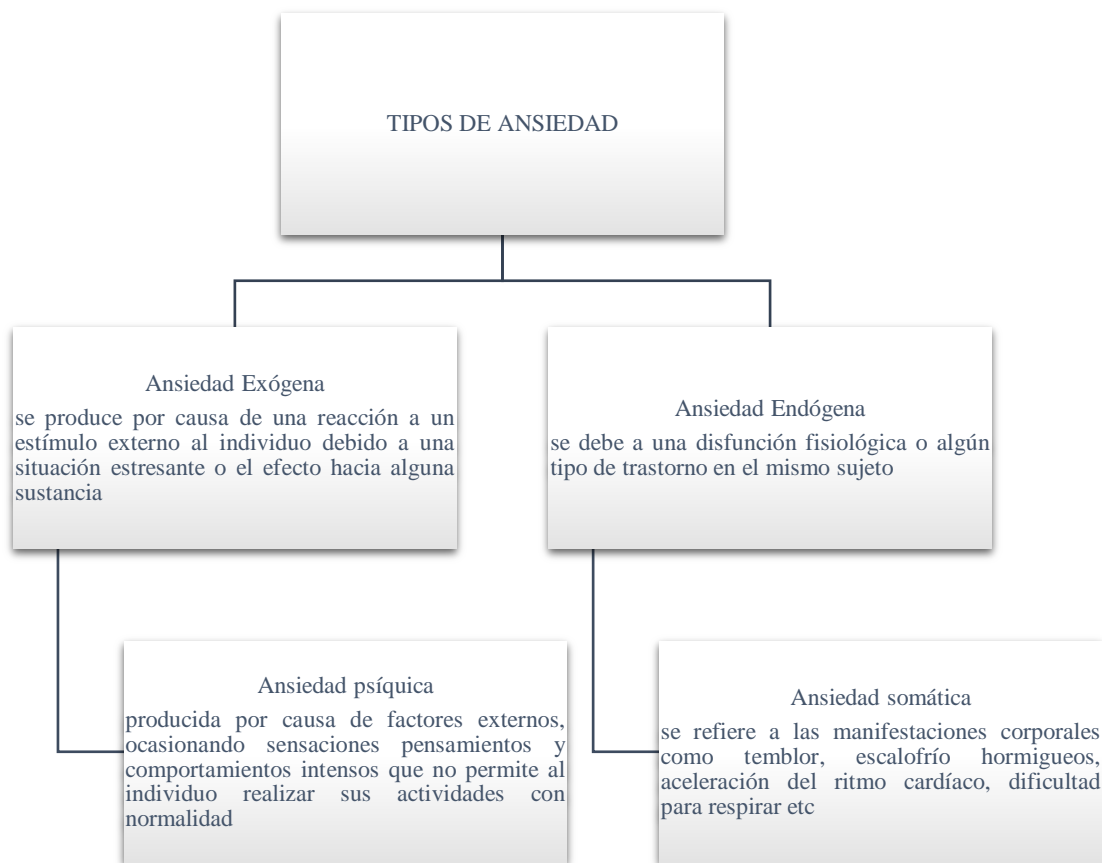 TIPOS DE ANSIEDAD
Ansiedad Exógena
se produce por causa de una reacción a un
estímulo externo al individuo debido a una
situación estresante o el efecto hacia alguna
sustancia
Ansiedad Endógena
se debe a una disfunción fisiológica o algún
tipo de trastorno en el mismo sujeto
Ansiedad psíquica
producida por causa de factores externos,
ocasionando sensaciones pensamientos y
comportamientos intensos que no permite al
individuo realizar sus actividades con
normalidad
Ansiedad somática
se refiere a las manifestaciones corporales
como temblor, escalofrío hormigueos,
aceleración del ritmo cardíaco, dificultad
para respirar etc